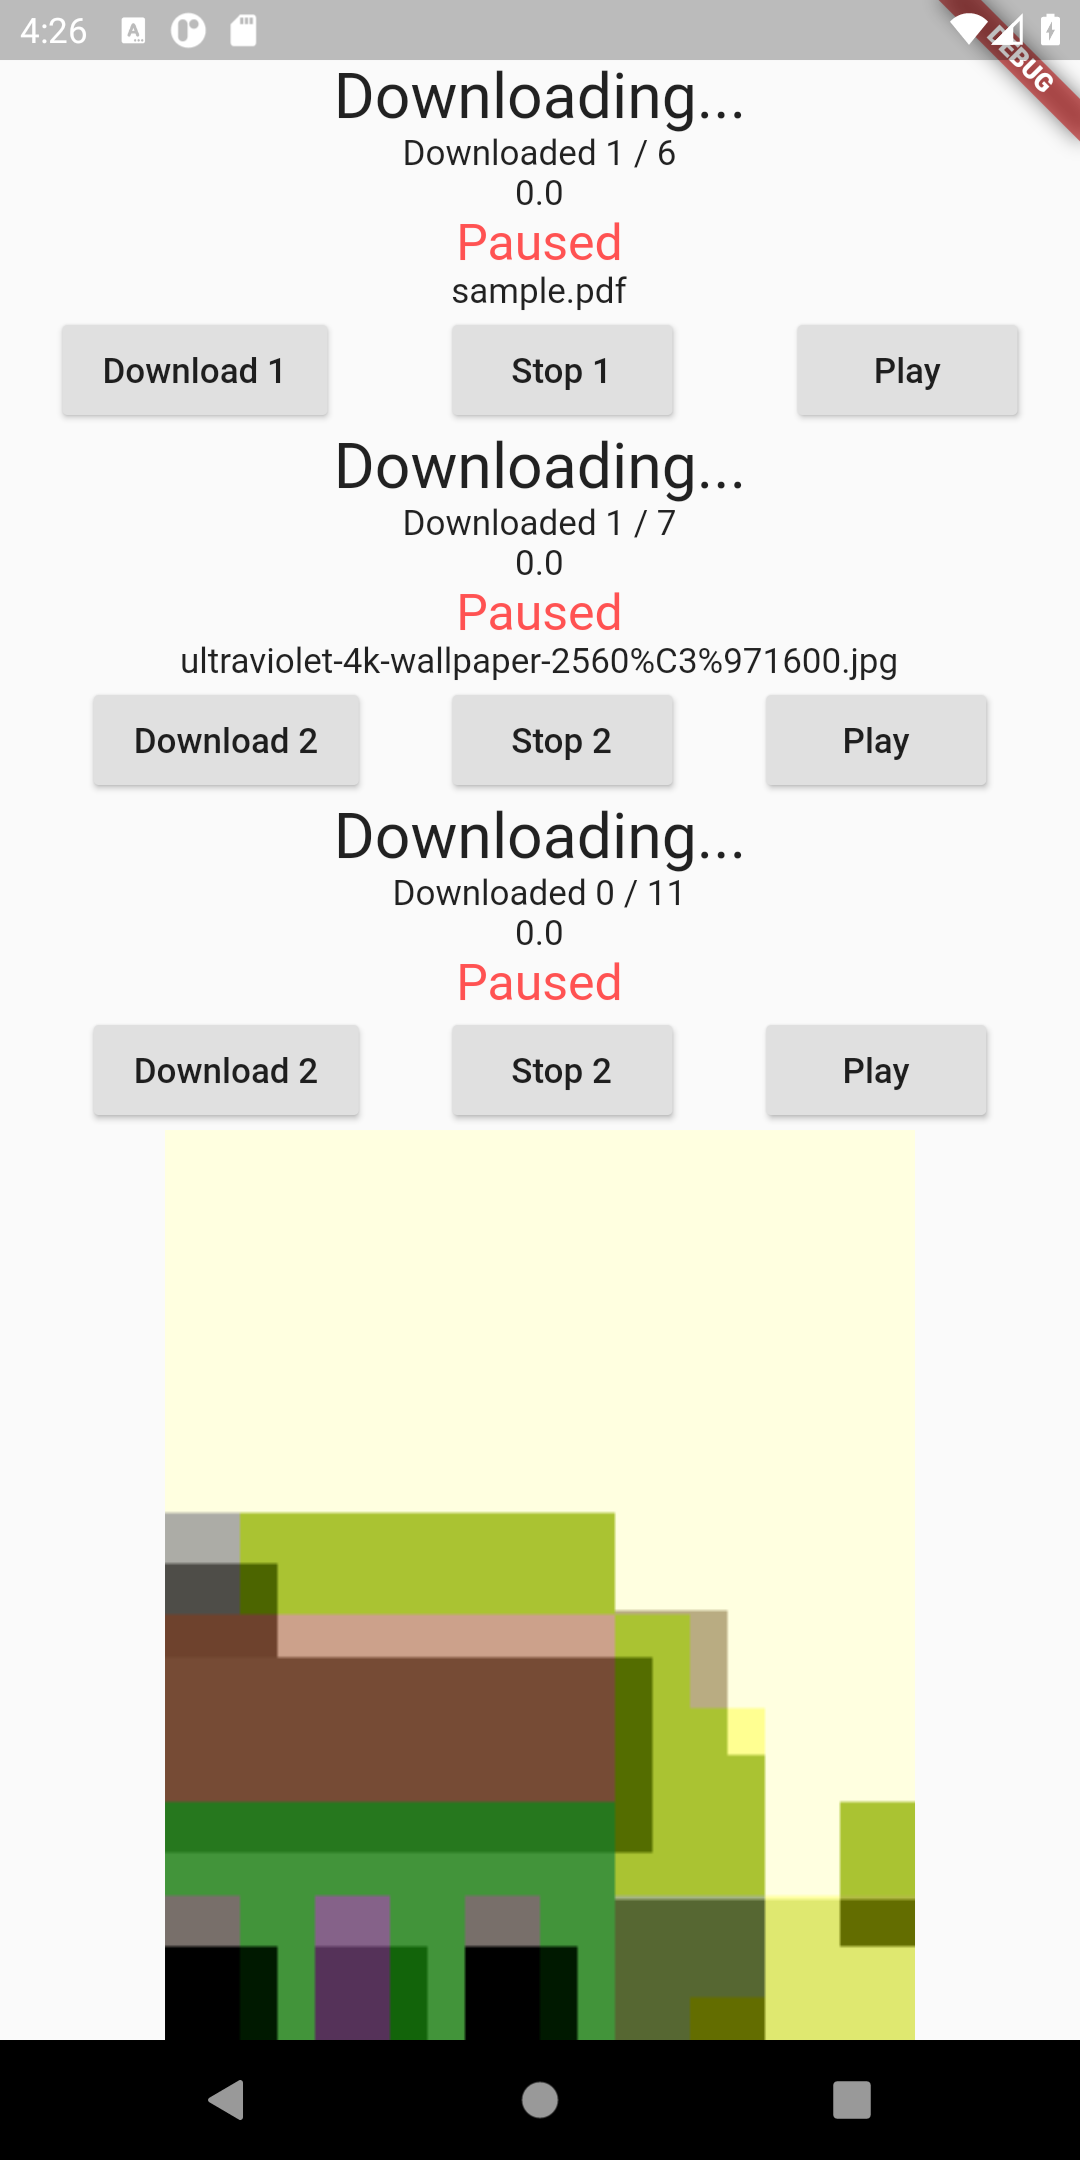 4:26
DEBUG
Downloading...
Downloaded 1 / 6
0.0
Paused
sample.pdf
Download 1 Stop 1 Play
Downloading...
Downloaded 1 / 7
0.0
Paused
ultraviolet-4k-wallpaper-2560%C3%971600.jpg
Download 2 Stop 2 Play
Downloading...
Downloaded 0 / 11
0.0
Paused
Download 2 Stop 2 Play